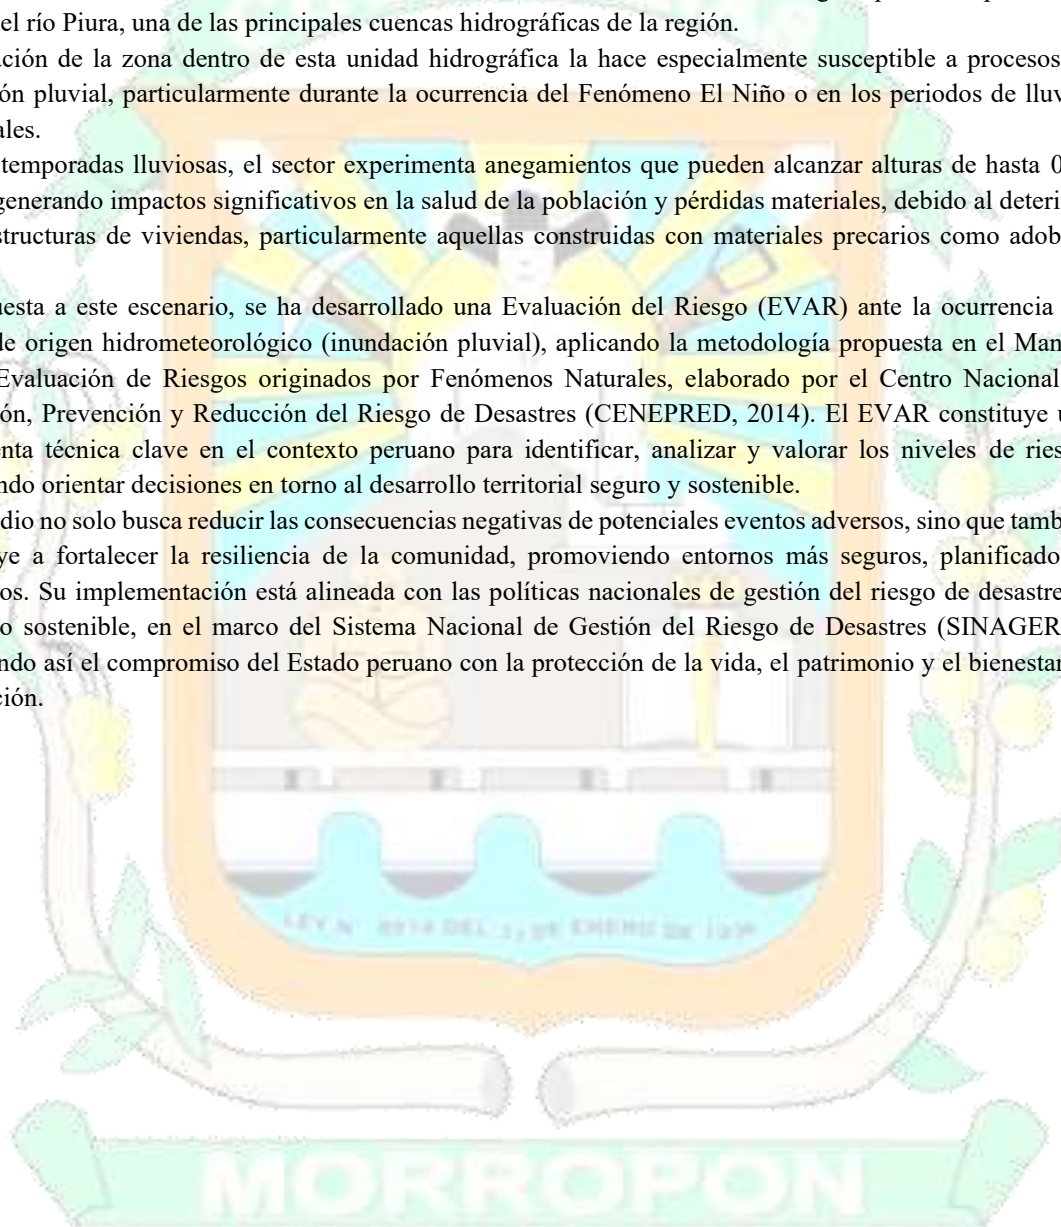 el río Piura, una de las principales cuencas hidrográficas de la región.
ción de la zona dentro de esta unidad hidrográfica la hace especialmente susceptible a procesos
ón pluvial, particularmente durante la ocurrencia del Fenómeno El Niño o en los periodos de lluv
ales.
temporadas lluviosas, el sector experimenta anegamientos que pueden alcanzar alturas de hasta 0
generando impactos significativos en la salud de la población y pérdidas materiales, debido al deteri
structuras de viviendas, particularmente aquellas construidas con materiales precarios como adob
uesta a este escenario, se ha desarrollado una Evaluación del Riesgo (EVAR) ante la ocurrencia
de origen hidrometeorológico (inundación pluvial), aplicando la metodología propuesta en el Man
Evaluación de Riesgos originados por Fenómenos Naturales, elaborado por el Centro Nacional
ón, Prevención y Reducción del Riesgo de Desastres (CENEPRED, 2014). El EVAR constituye u
enta técnica clave en el contexto peruano para identificar, analizar y valorar los niveles de ries
ndo orientar decisiones en torno al desarrollo territorial seguro y sostenible.
dio no solo busca reducir las consecuencias negativas de potenciales eventos adversos, sino que tamb
ye a fortalecer la resiliencia de la comunidad, promoviendo entornos más seguros, planificado
os. Su implementación está alineada con las políticas nacionales de gestión del riesgo de desastre
o sostenible, en el marco del Sistema Nacional de Gestión del Riesgo de Desastres (SINAGER
ndo así el compromiso del Estado peruano con la protección de la vida, el patrimonio y el bienestar
ción.
LEY N° DEL DE ENERO DE
MORROPON